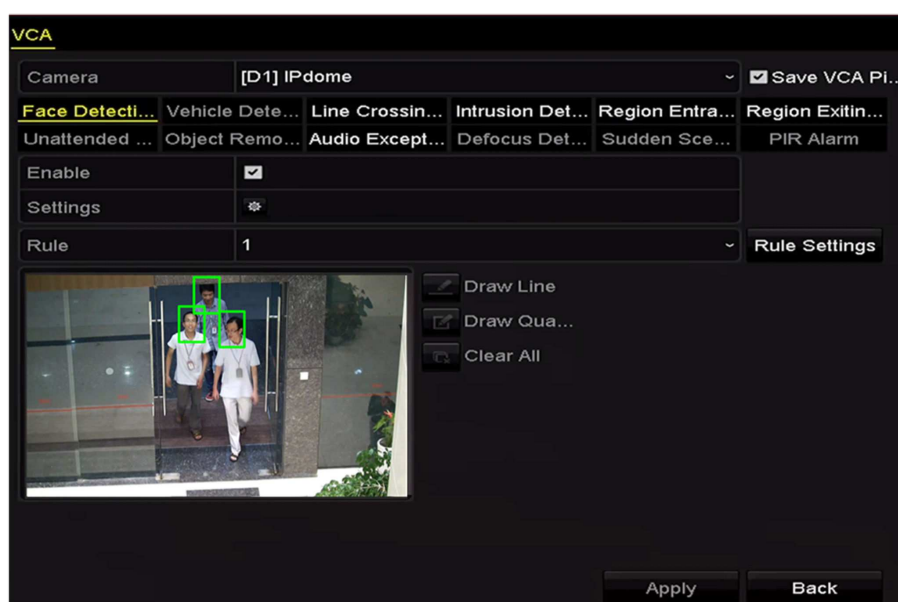 VCA
Camera [D1] IPdome Save VCA Pi...
Face Detecti... Vehicle Dete... Line Crossin... Intrusion Det... Region Entra... Region Exitin...
Unattended ... Object Remo... Audio Except... Defocus Det... Sudden Sce... PIR Alarm
Enable
Settings
Rule 1 Rule Settings
Draw Line
Draw Qua...
Clear All
Apply Back